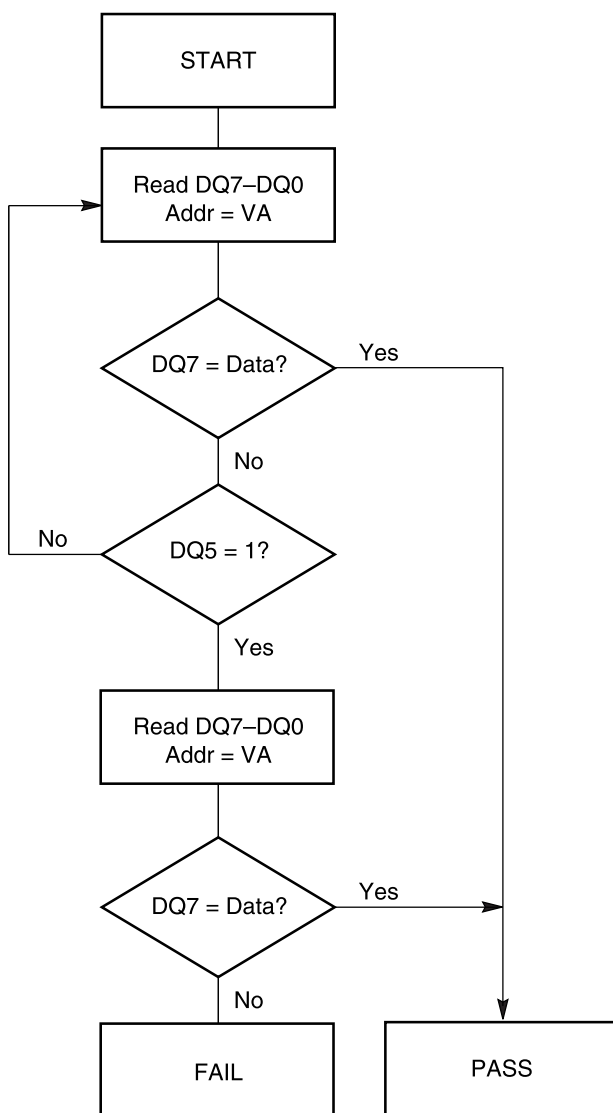 START
Read DQ7–DQ0
Addr = VA
DQ7 = Data?
Yes
No
DQ5 = 1?
No
Yes
Read DQ7–DQ0
Addr = VA
DQ7 = Data?
Yes
No
FAIL
PASS